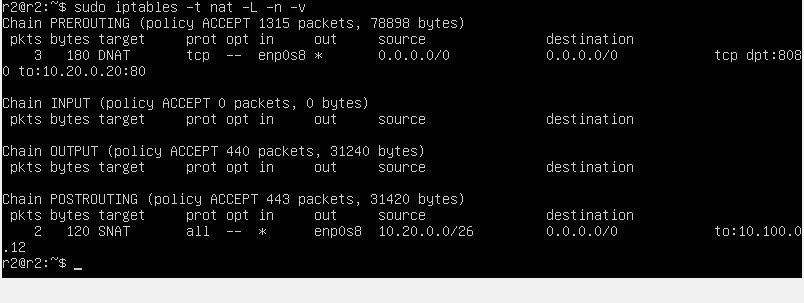 r2@r2:~$ sudo iptables -t nat -L -n -v
Chain PREROUTING (policy ACCEPT 1315 packets, 78898 bytes)
 pkts bytes target     prot opt in     out     source               destination
    3   180 DNAT       tcp  --  enp0s8 *       0.0.0.0/0            0.0.0.0/0            tcp dpt:808
0 to:10.20.0.20:80
Chain INPUT (policy ACCEPT 0 packets, 0 bytes)
 pkts bytes target     prot opt in     out     source               destination
Chain OUTPUT (policy ACCEPT 440 packets, 31240 bytes)
 pkts bytes target     prot opt in     out     source               destination
Chain POSTROUTING (policy ACCEPT 443 packets, 31420 bytes)
 pkts bytes target     prot opt in     out     source               destination
    2   120 SNAT       all  --  *      enp0s8  10.20.0.0/26         0.0.0.0/0            to:10.100.0
.12
r2@r2:~$ _